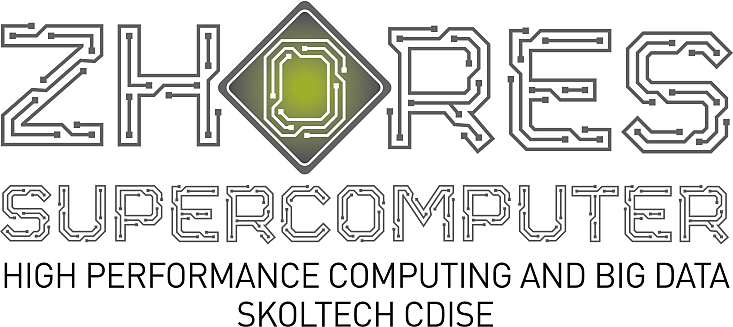 ZHORES
SUPERCOMPUTER
HIGH PERFORMANCE COMPUTING AND BIG DATA
SKOLTECH CDISE